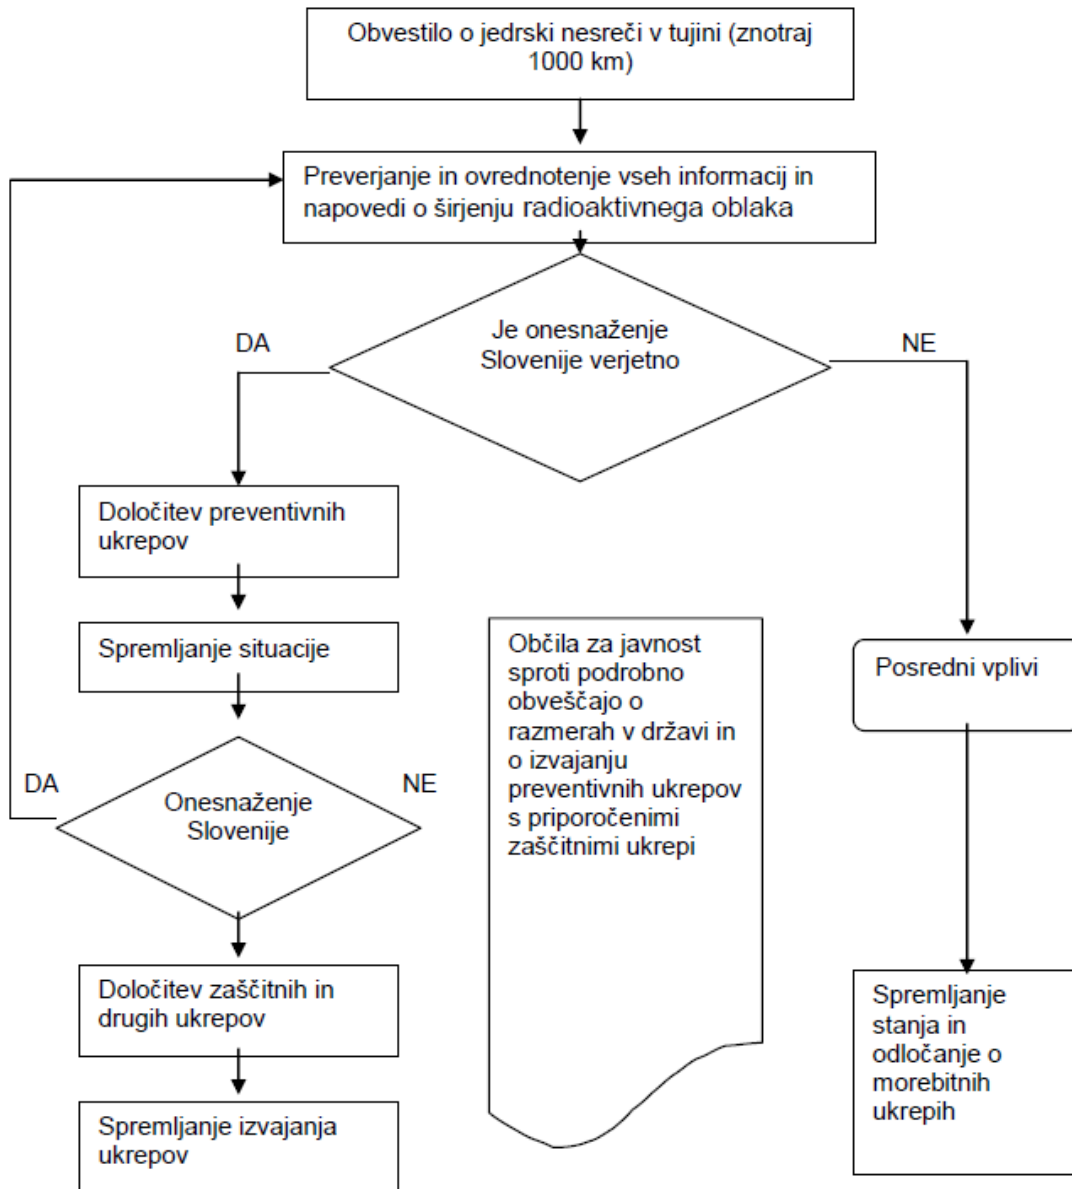 Obvestilo o jedrski nesreči v tujini (znotraj
1000 km)
Preverjanje in ovrednotenje vseh informacij in
napovedi o širjenju radioaktivnega oblaka
Je onesnaženje
Slovenije verjetno
DA
NE
Določitev preventivnih
ukrepov
Spremljanje situacije
Občila za javnost
sproti podrobno
obveščajo o
razmerah v državi in
o izvajanju
preventivnih ukrepov
s priporočenimi
zaščitnimi ukrepi
Posredni vplivi
DA
NE
Onesnaženje
Slovenije
Določitev zaščitnih in
drugih ukrepov
Spremljanje
stanja in
odločanje o
morebitnih
ukrepih
Spremljanje izvajanja
ukrepov